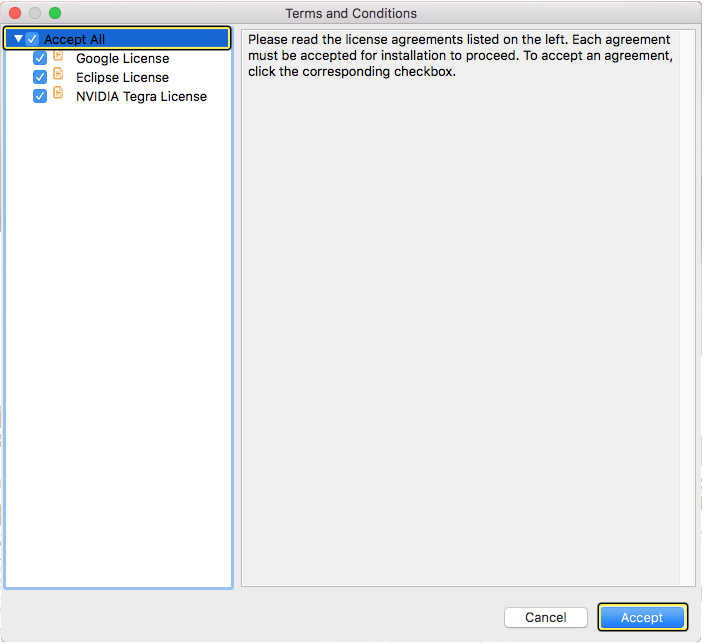 Terms and Conditions
Accept All
Google License
Eclipse License
NVIDIA Tegra License
Please read the license agreements listed on the left. Each agreement
must be accepted for installation to proceed. To accept an agreement,
click the corresponding checkbox.
Cancel
Accept